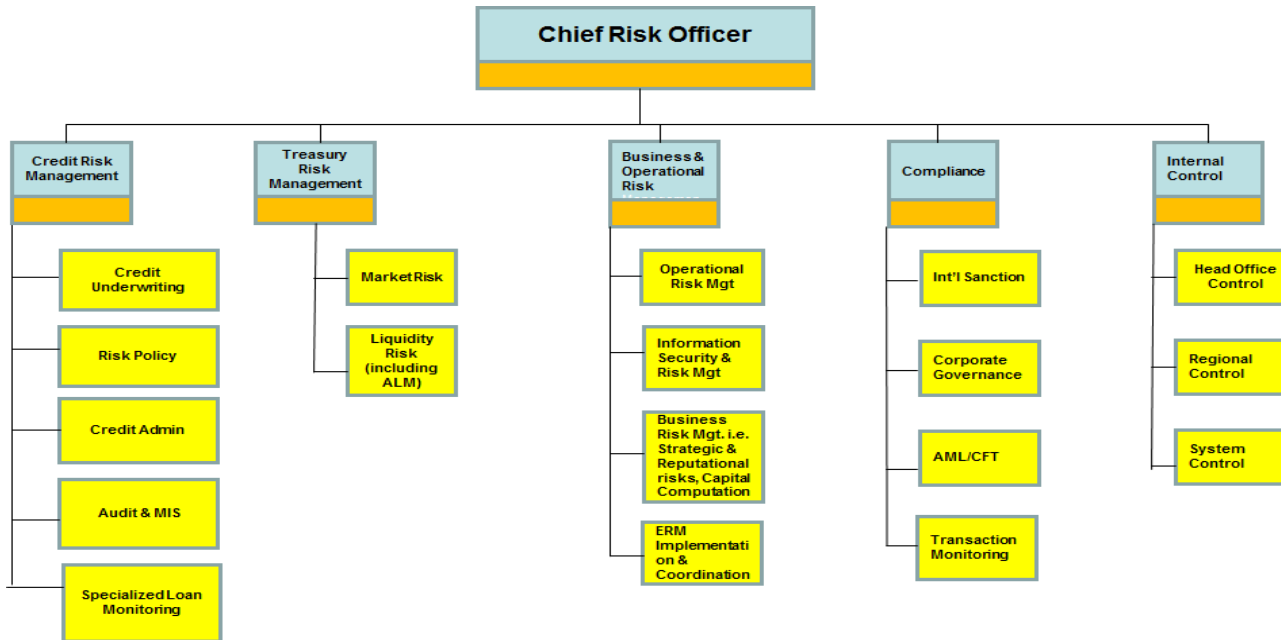 Chief Risk Officer
Credit Risk
Management
Treasury
Risk
Management
Business &
Operational
Risk
Compliance
Internal
Control
Credit
Underwriting
Risk Policy
Credit Admin
Audit & MIS
Specialized Loan
Monitoring
Market Risk
Liquidity
Risk
(including
ALM)
Operational
Risk Mgt
Information
Security &
Risk Mgt
Business
Risk Mgt. i.e.
Strategic &
Reputational
risks, Capital
Computation
ERM
Implementati
on &
Coordination
Int'l Sanction
Corporate
Governance
AML/CFT
Transaction
Monitoring
Head Office
Control
Regional
Control
System
Control